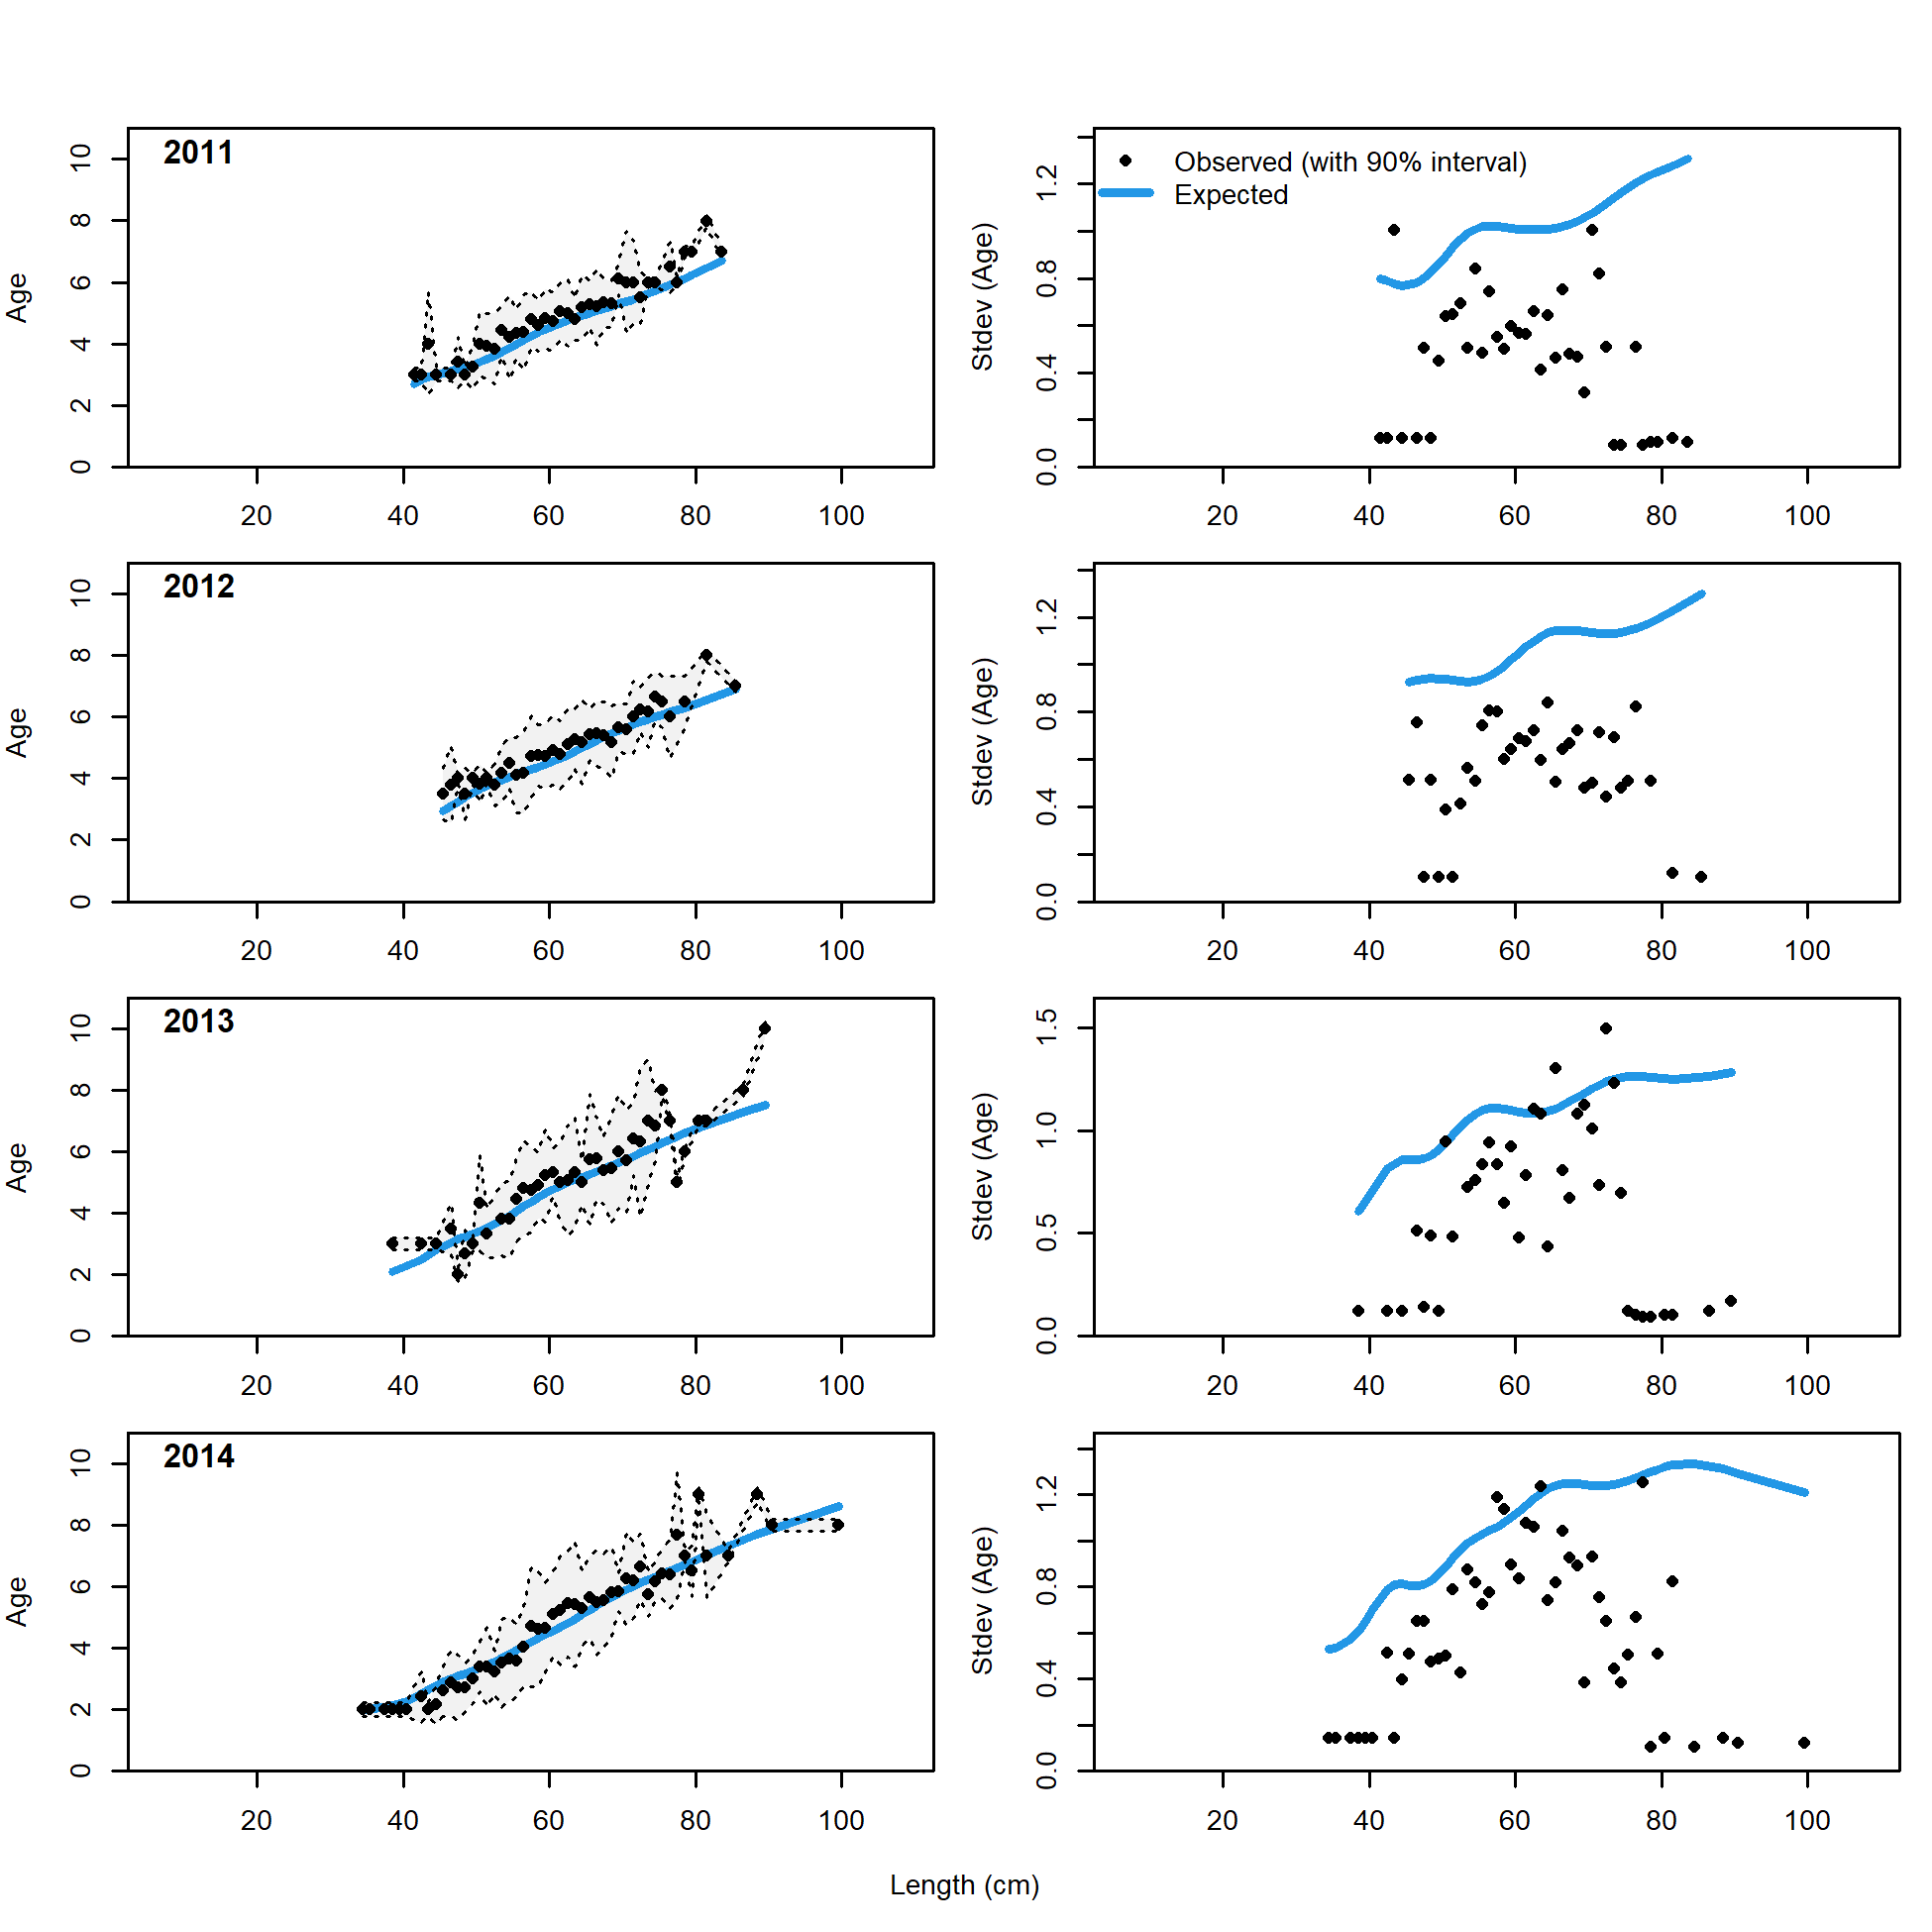 2011
Age
0 2 4 6 8 10
20 40 60 80 100
Observed (with 90% interval)
Expected
Stdev (Age)
0.0 0.4 0.8 1.2
20 40 60 80 100
2012
Age
0 2 4 6 8 10
20 40 60 80 100
Stdev (Age)
0.0 0.4 0.8 1.2
20 40 60 80 100
2013
Age
0 2 4 6 8 10
20 40 60 80 100
Stdev (Age)
0.0 0.5 1.0 1.5
20 40 60 80 100
2014
Age
0 2 4 6 8 10
20 40 60 80 100
Stdev (Age)
0.0 0.4 0.8 1.2
20 40 60 80 100
Length (cm)